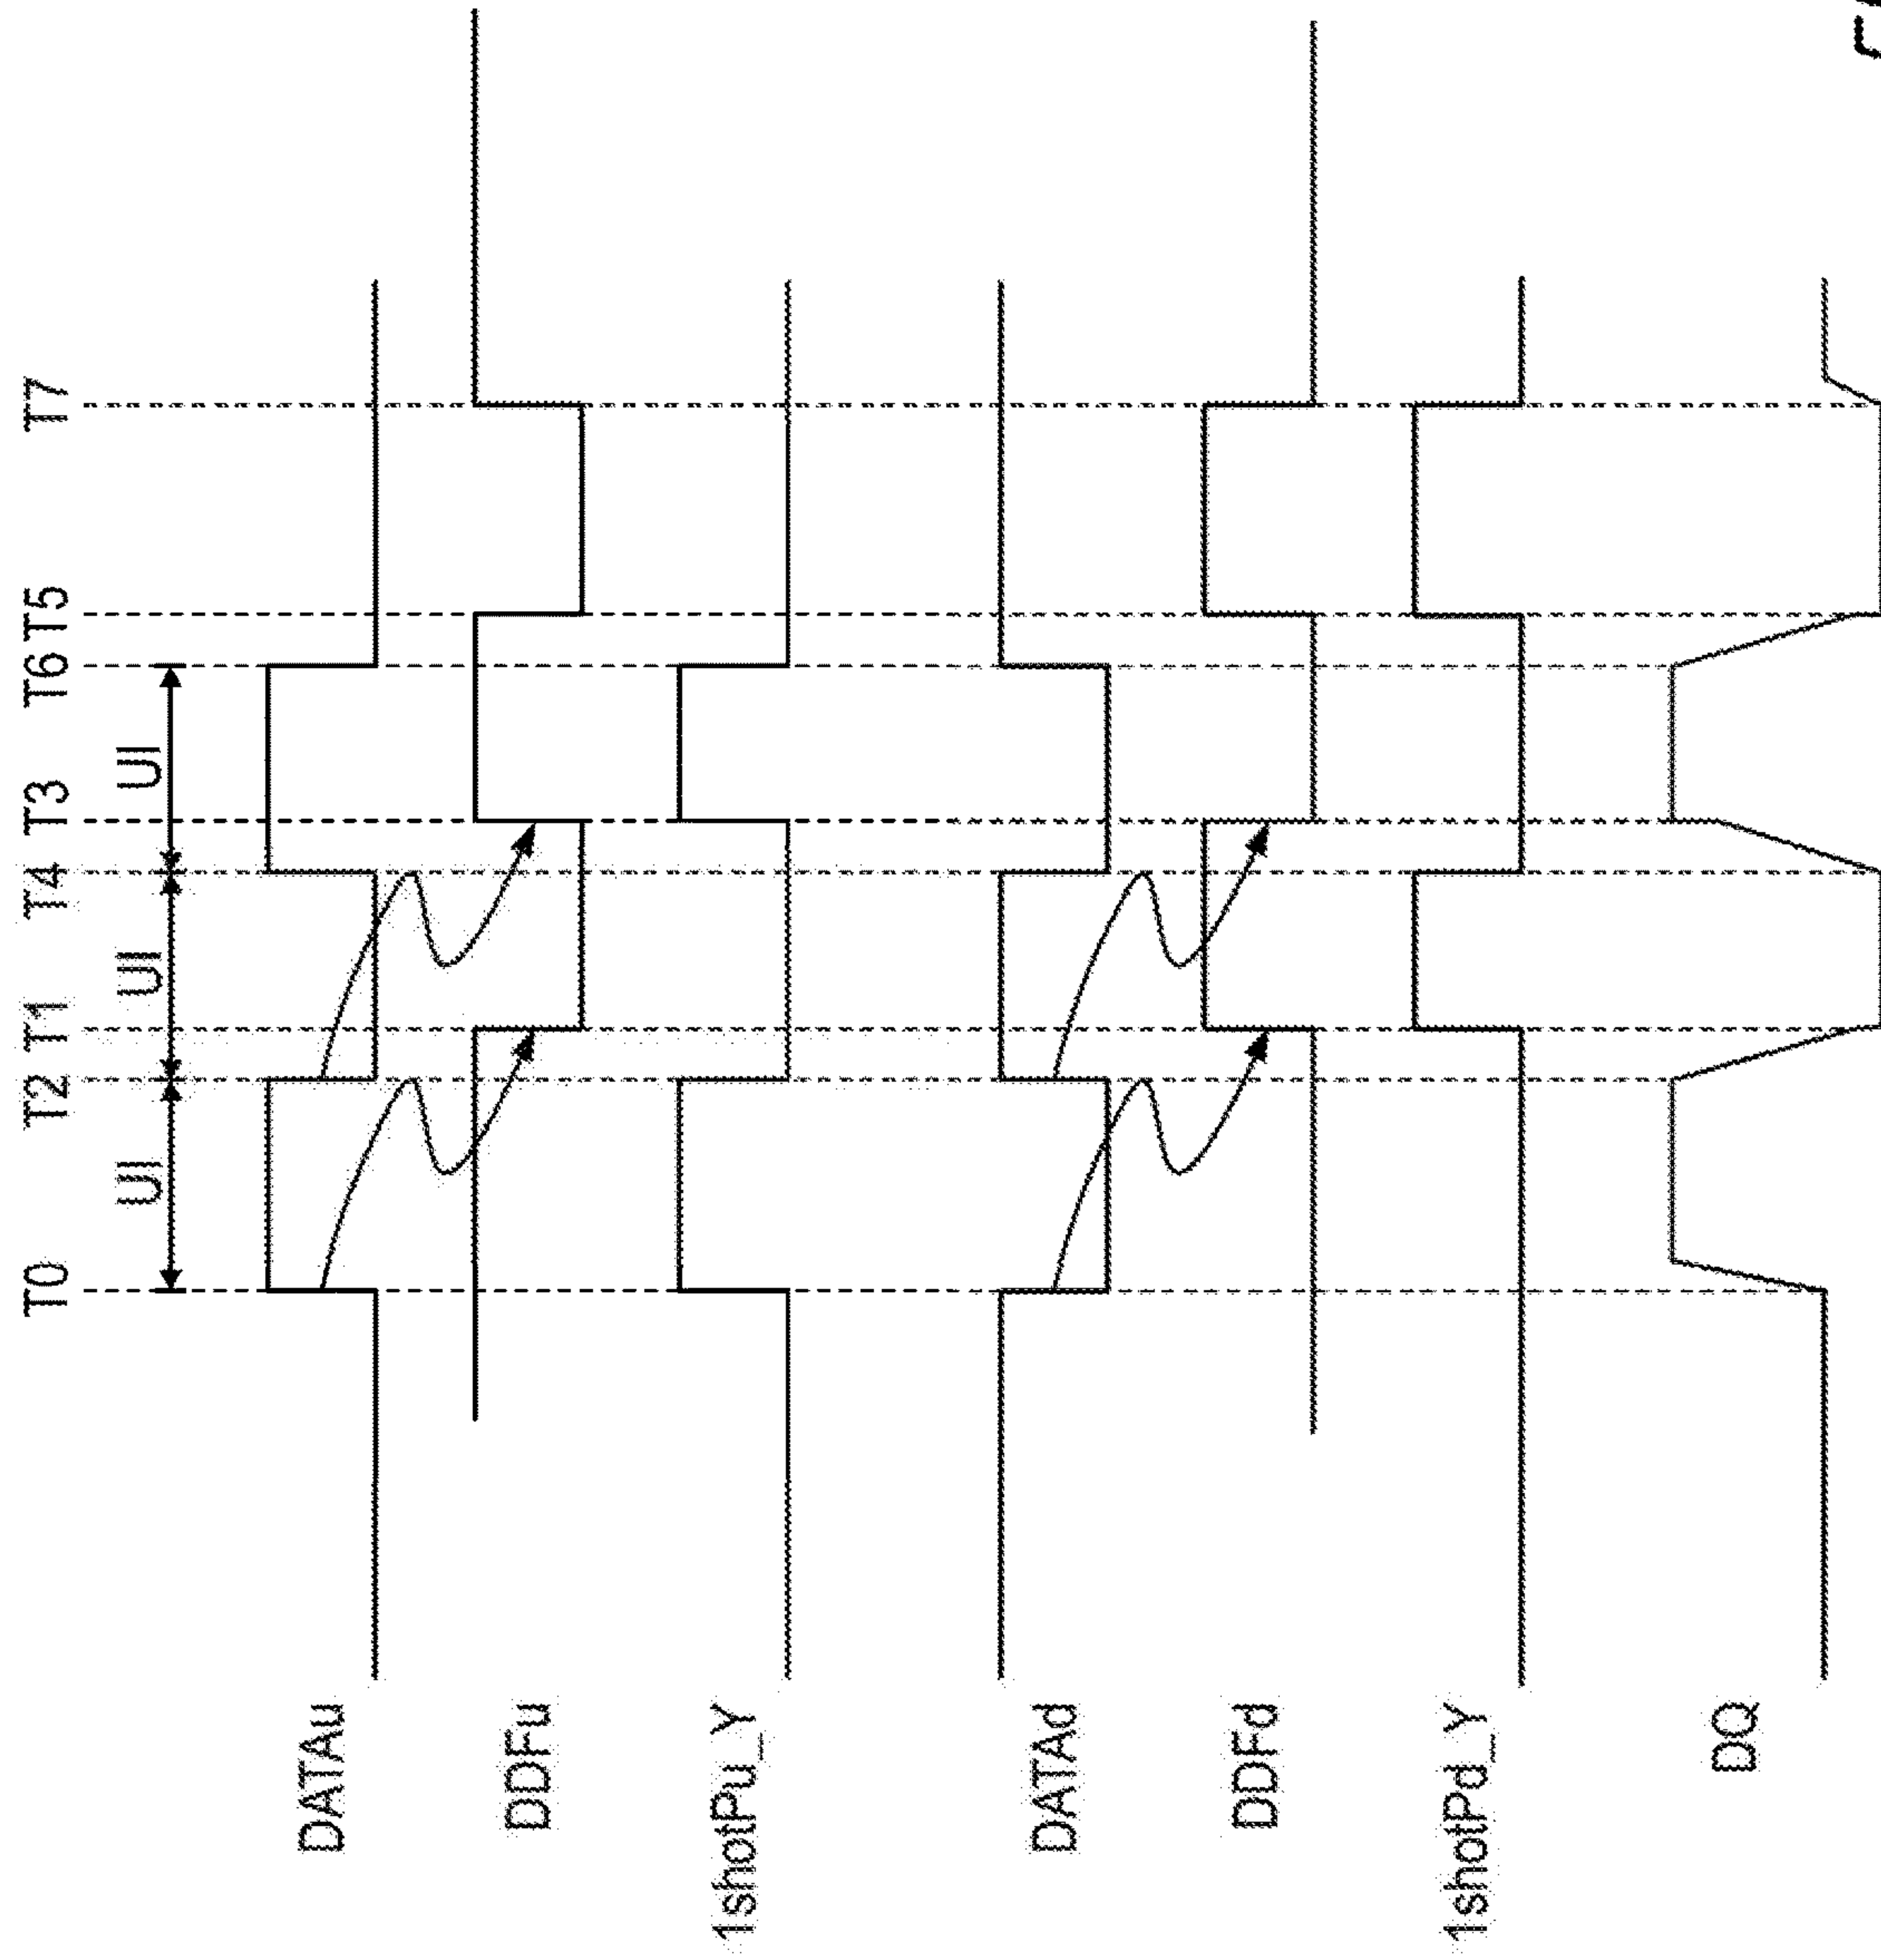 T0 T2 T1 T4 T3 T6 T5 T7
UI UI UI
DATAu
DDFu
1shotPu_Y
DATAd
DDFd
1shotPd_Y
DQ